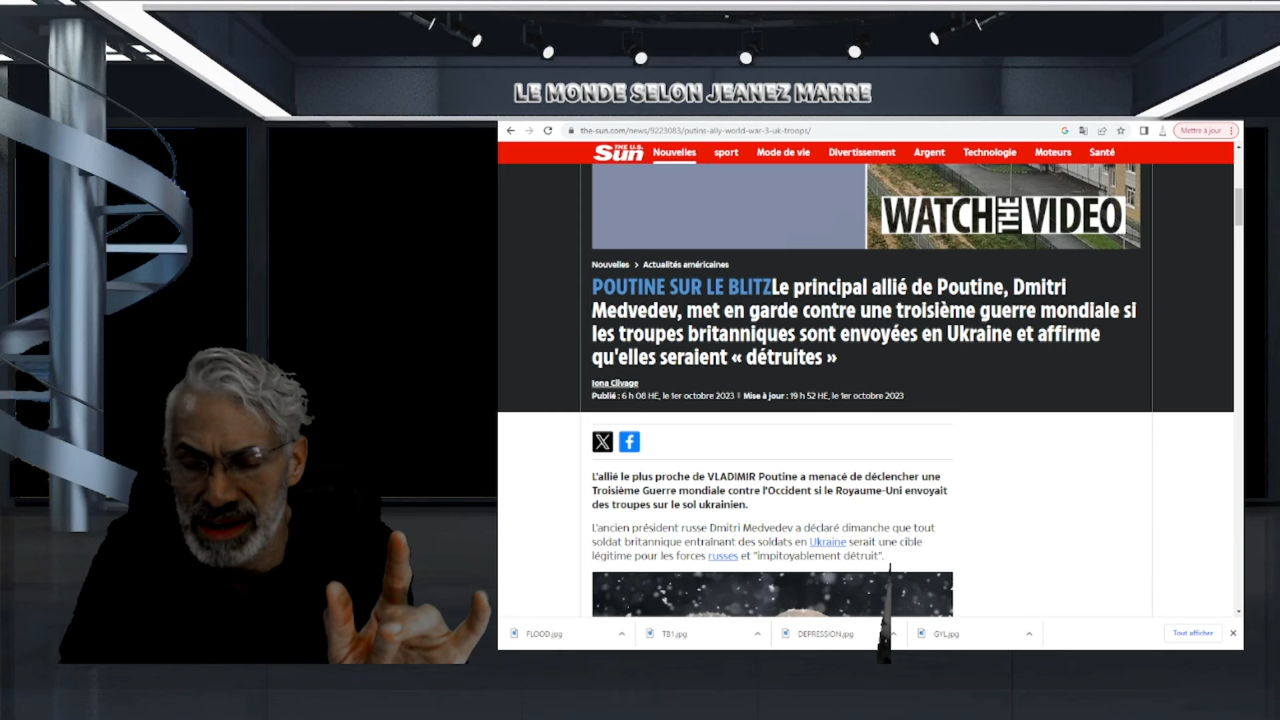 LE MONDE SELON JEANEZ MARRE
the-sun.com/news/9223083/putins-ally-world-war-3-uk-troops/
Mettre à jour
THE U.S. Sun
Nouvelles sport Mode de vie Divertissement Argent Technologie Moteurs Santé
WATCH THE VIDEO
Nouvelles > Actualités américaines
POUTINE SUR LE BLITZLe principal allié de Poutine, Dmitri
Medvedev, met en garde contre une troisième guerre mondiale si
les troupes britanniques sont envoyées en Ukraine et affirme
qu'elles seraient « détruites »
Iona Clivage
Publié : 6 h 08 HE, le 1er octobre 2023 | Mise à jour : 19 h 52 HE, le 1er octobre 2023
L'allié le plus proche de VLADIMIR Poutine a menacé de déclencher une
Troisième Guerre mondiale contre l'Occident si le Royaume-Uni envoyait
des troupes sur le sol ukrainien.
L'ancien président russe Dmitri Medvedev a déclaré dimanche que tout
soldat britannique entraînant des soldats en Ukraine serait une cible
légitime pour les forces russes et "impitoyablement détruit".
FLOOD.jpg TB1.jpg DEPRESSION.jpg GYL.jpg Tout afficher